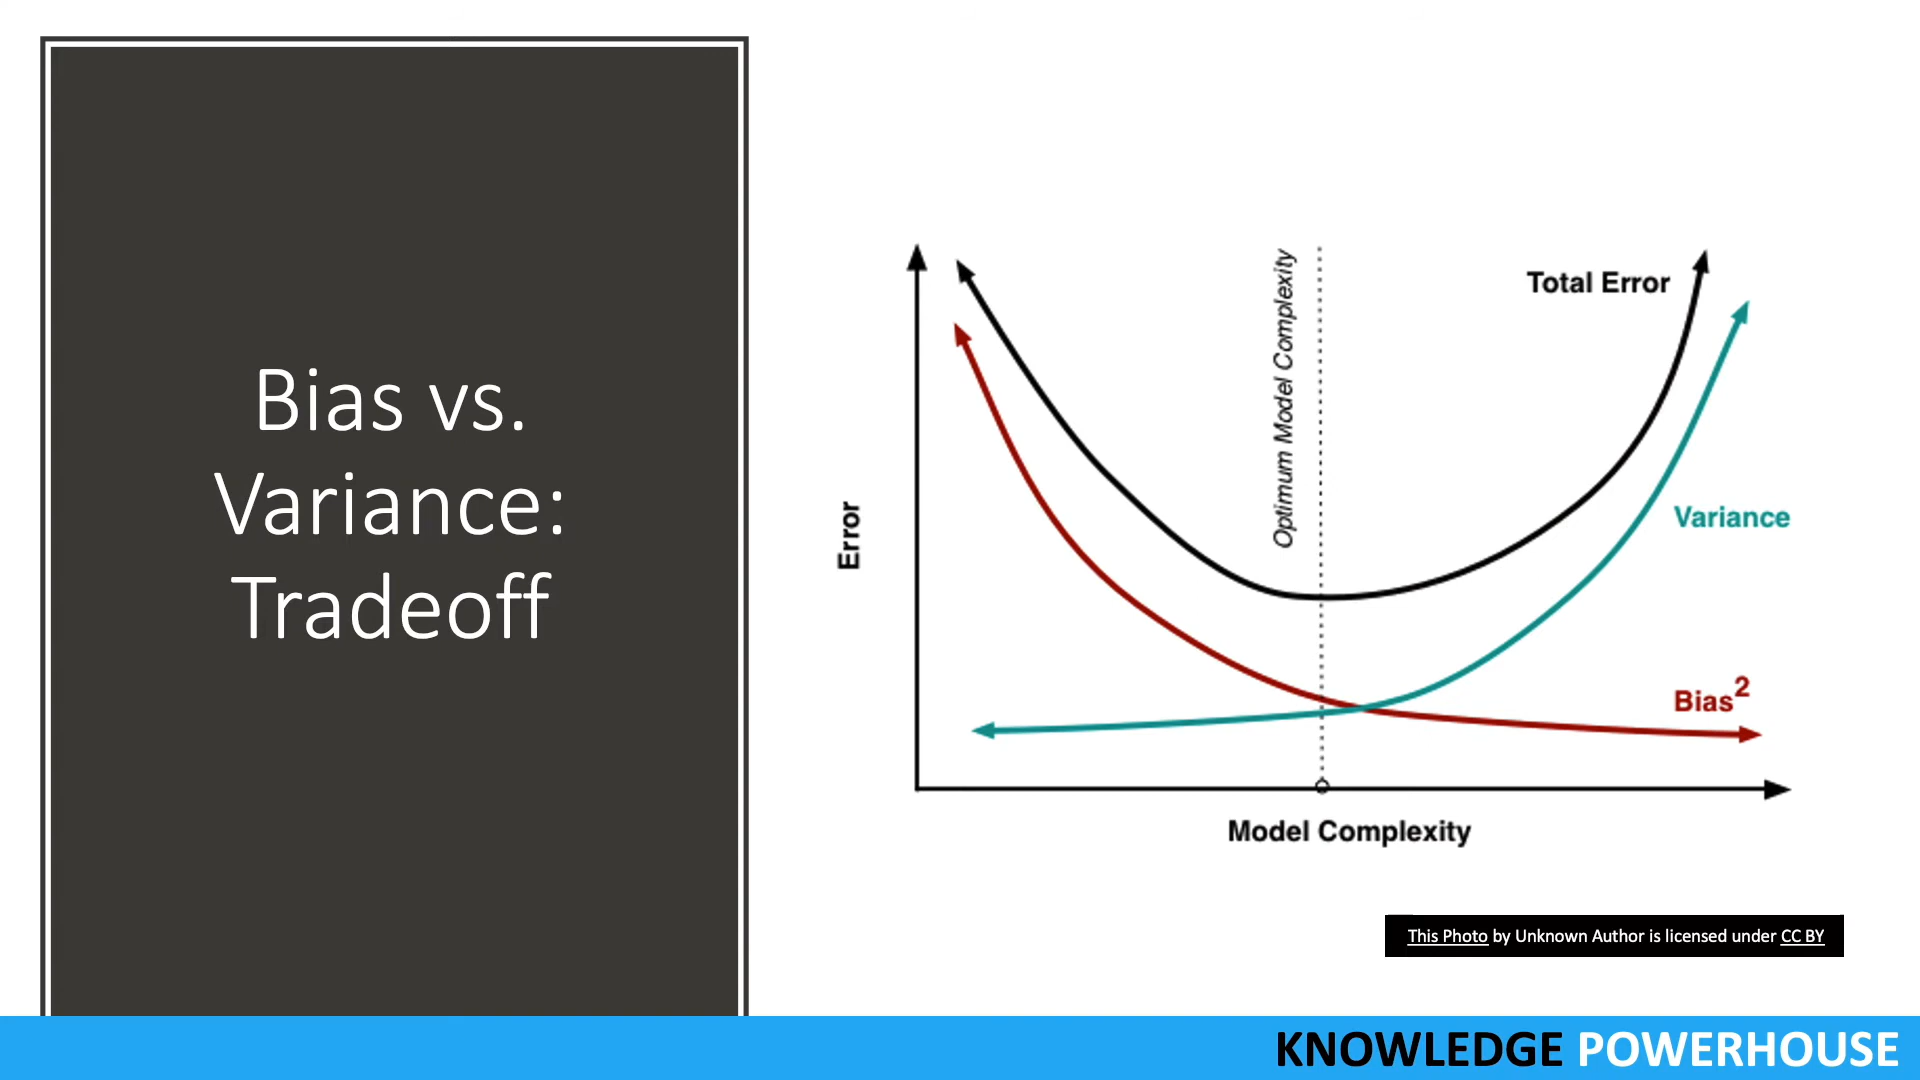 Bias vs.
Variance:
Tradeoff
Error
Optimum Model Complexity
Total Error
Variance
Bias²
Model Complexity
This Photo by Unknown Author is licensed under CC BY
KNOWLEDGE POWERHOUSE